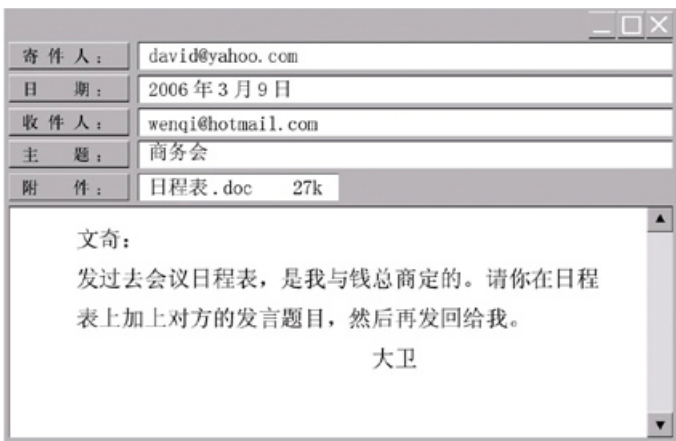 寄件人： david@yahoo.com
日期： 2006年3月9日
收件人： wenqi@hotmail.com
主题： 商务会
附件： 日程表.doc 27k
文奇：
发过去会议日程表，是我与钱总商定的。请你在日程
表上加上对方的发言题目，然后再发回给我。
大卫